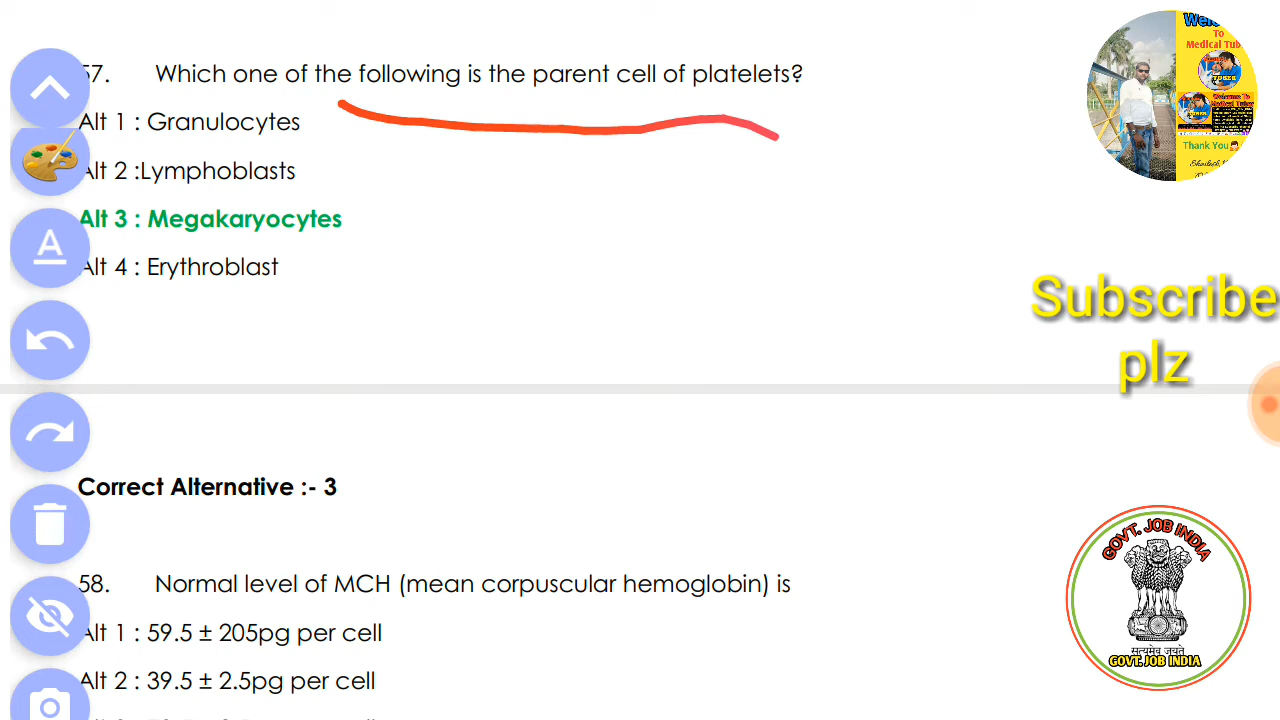 57. Which one of the following is the parent cell of platelets?
Alt 1 : Granulocytes
Alt 2 :Lymphoblasts
Alt 3 : Megakaryocytes
Alt 4 : Erythroblast
Correct Alternative :- 3
58. Normal level of MCH (mean corpuscular hemoglobin) is
Alt 1 : 59.5 ± 205pg per cell
Alt 2 : 39.5 ± 2.5pg per cell
To
Medical Tub
Thank You
Subscribe
plz
GOVT. JOB INDIA
सत्यमेव जयते
GOVT. JOB INDIA